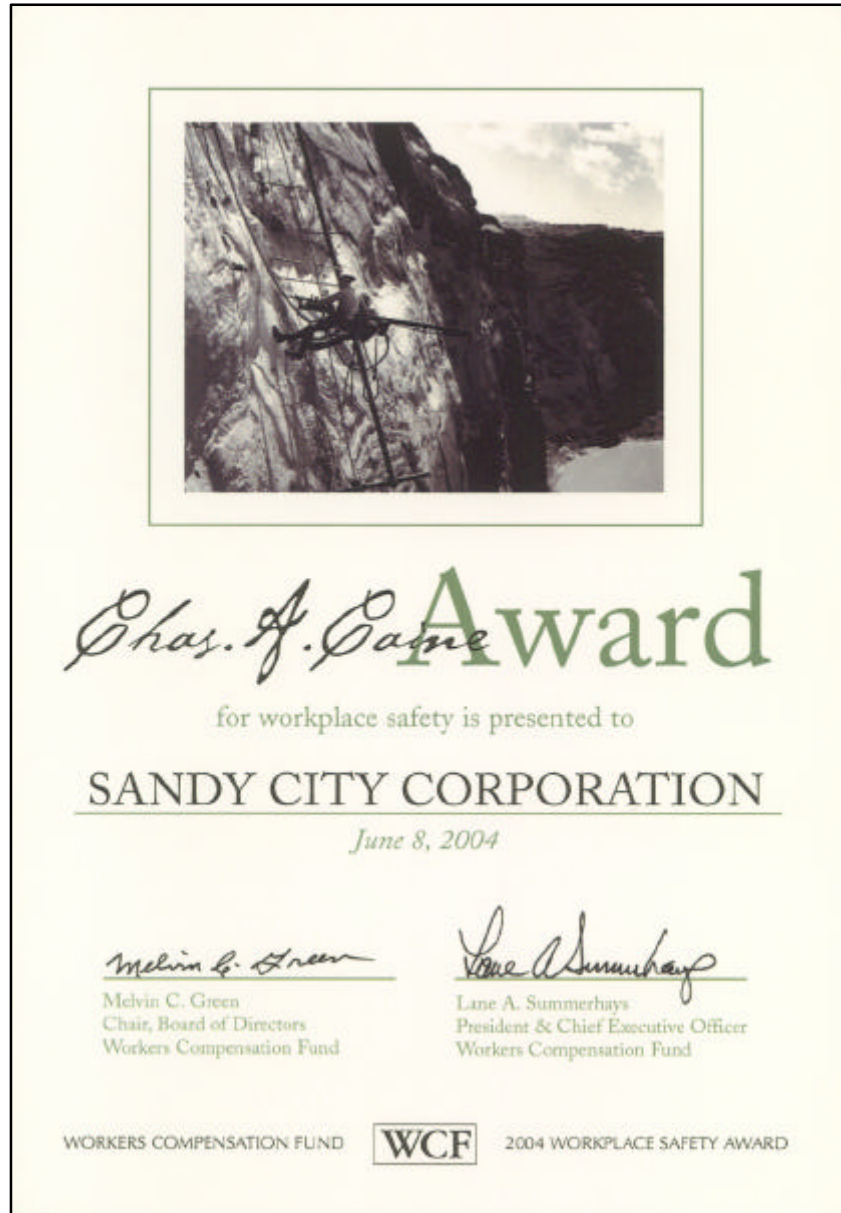 Chas. A. Caine Award
for workplace safety is presented to
SANDY CITY CORPORATION
June 8, 2004
Melvin C. Green
Lane A Summerhays
Melvin C. Green
Chair, Board of Directors
Workers Compensation Fund
Lane A. Summerhays
President & Chief Executive Officer
Workers Compensation Fund
WORKERS COMPENSATION FUND
WCF
2004 WORKPLACE SAFETY AWARD